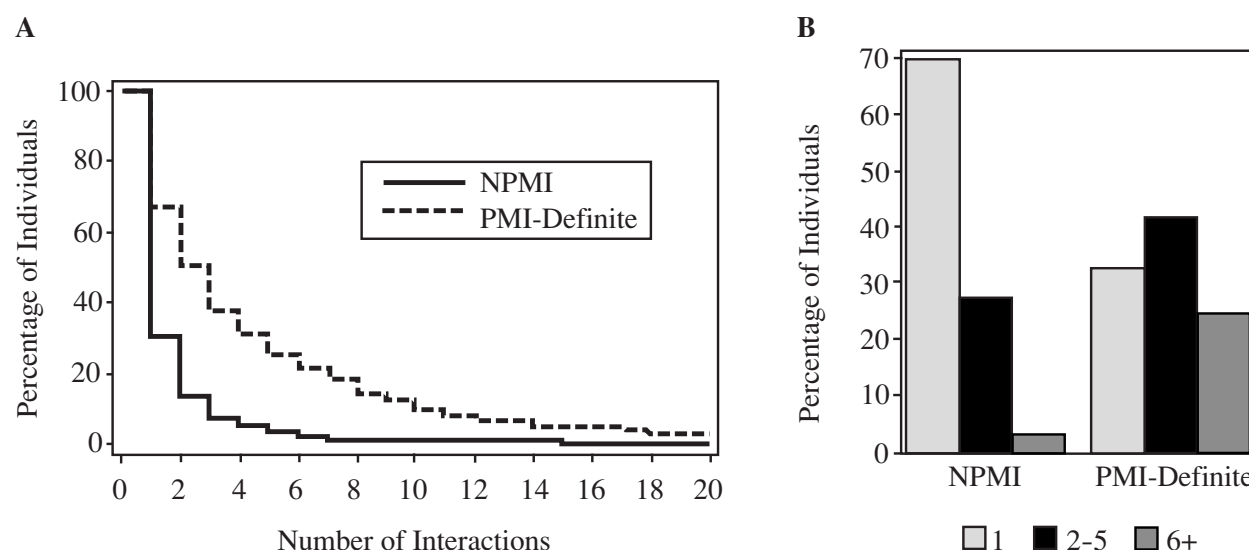 A
Percentage of Individuals
100
80
60
40
20
0
0 2 4 6 8 10 12 14 16 18 20
Number of Interactions
NPMI
PMI-Definite
B
Percentage of Individuals
70
60
50
40
30
20
10
0
NPMI PMI-Definite
1 2-5 6+